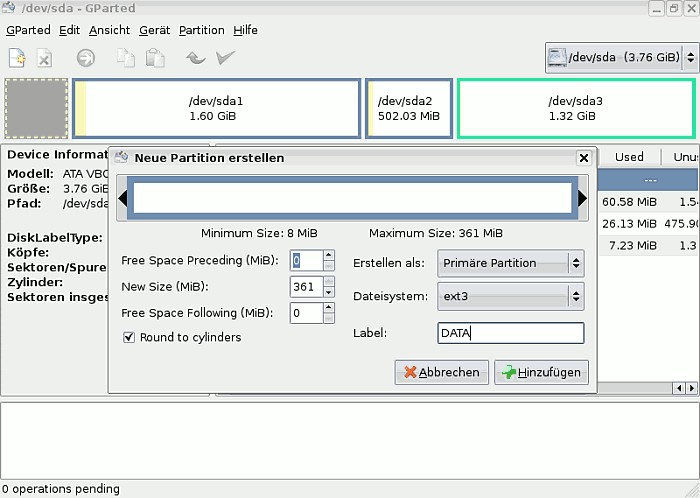 /dev/sda - GParted
GParted Edit Ansicht Gerät Partition Hilfe
/dev/sda (3.76 GiB)
/dev/sda1
1.60 GiB
/dev/sda2
502.03 MiB
/dev/sda3
1.32 GiB
Device Informat
Modell: ATA VBO
Größe: 3.76 GiB
Pfad: /dev/sda
DiskLabelType:
Köpfe:
Sektoren/Spure
Zylinder:
Sektoren insges
Used Unu
---
60.58 MiB 1.54
26.13 MiB 475.90
7.23 MiB 1.3
Neue Partition erstellen
Minimum Size: 8 MiB Maximum Size: 361 MiB
Free Space Preceding (MiB): 0
New Size (MiB): 361
Free Space Following (MiB): 0
Round to cylinders
Erstellen als: Primäre Partition
Dateisystem: ext3
Label: DATA
Abbrechen Hinzufügen
0 operations pending